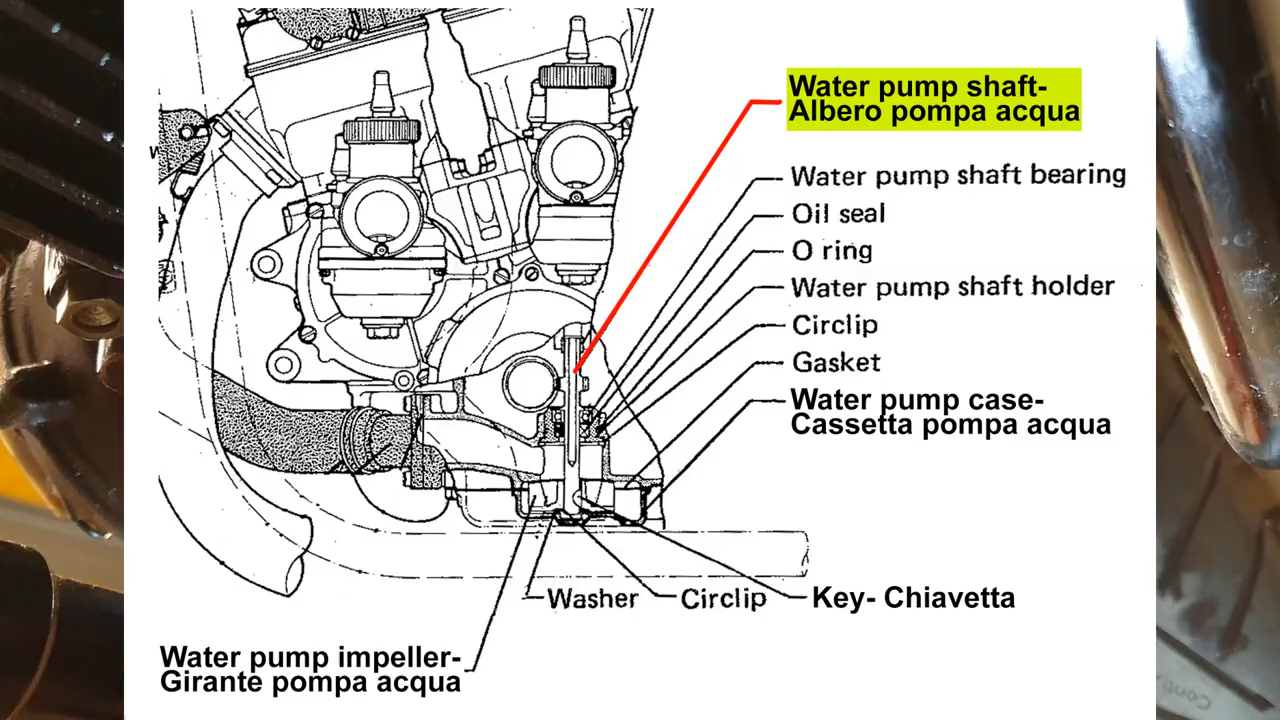 Water pump shaft-
Albero pompa acqua
Water pump shaft bearing
Oil seal
O ring
Water pump shaft holder
Circlip
Gasket
Water pump case-
Cassetta pompa acqua
Washer
Circlip
Key- Chiavetta
Water pump impeller-
Girante pompa acqua